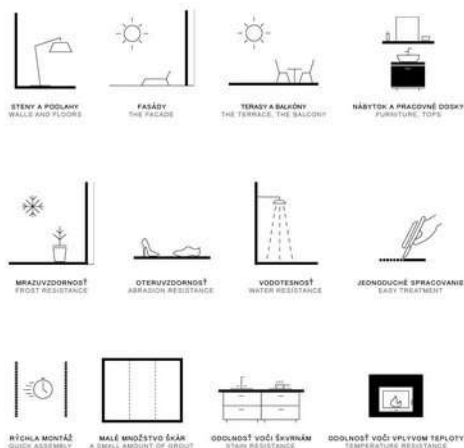 STENY A PODLAHY
WALLS AND FLOORS
FASÁDY
THE FACADE
TERASY A BALKÓNY
THE TERRACE, THE BALCONY
NÁBYTOK A PRACOVNÉ DOSKY
FURNITURE, TOPS
MRAZUVZDORNOSŤ
FROST RESISTANCE
OTERUVZDORNOSŤ
ABRASION RESISTANCE
VODOTESNOSŤ
WATER RESISTANCE
JEDNODUCHÉ SPRACOVANIE
EASY TREATMENT
RÝCHLA MONTÁŽ
QUICK ASSEMBLY
MALÉ MNOŽSTVO ŠKÁR
A SMALL AMOUNT OF GROUT
ODOLNOSŤ VOČI ŠKVRNÁM
STAIN RESISTANCE
ODOLNOSŤ VOČI VPLYVOM TEPLOTY
TEMPERATURE RESISTANCE